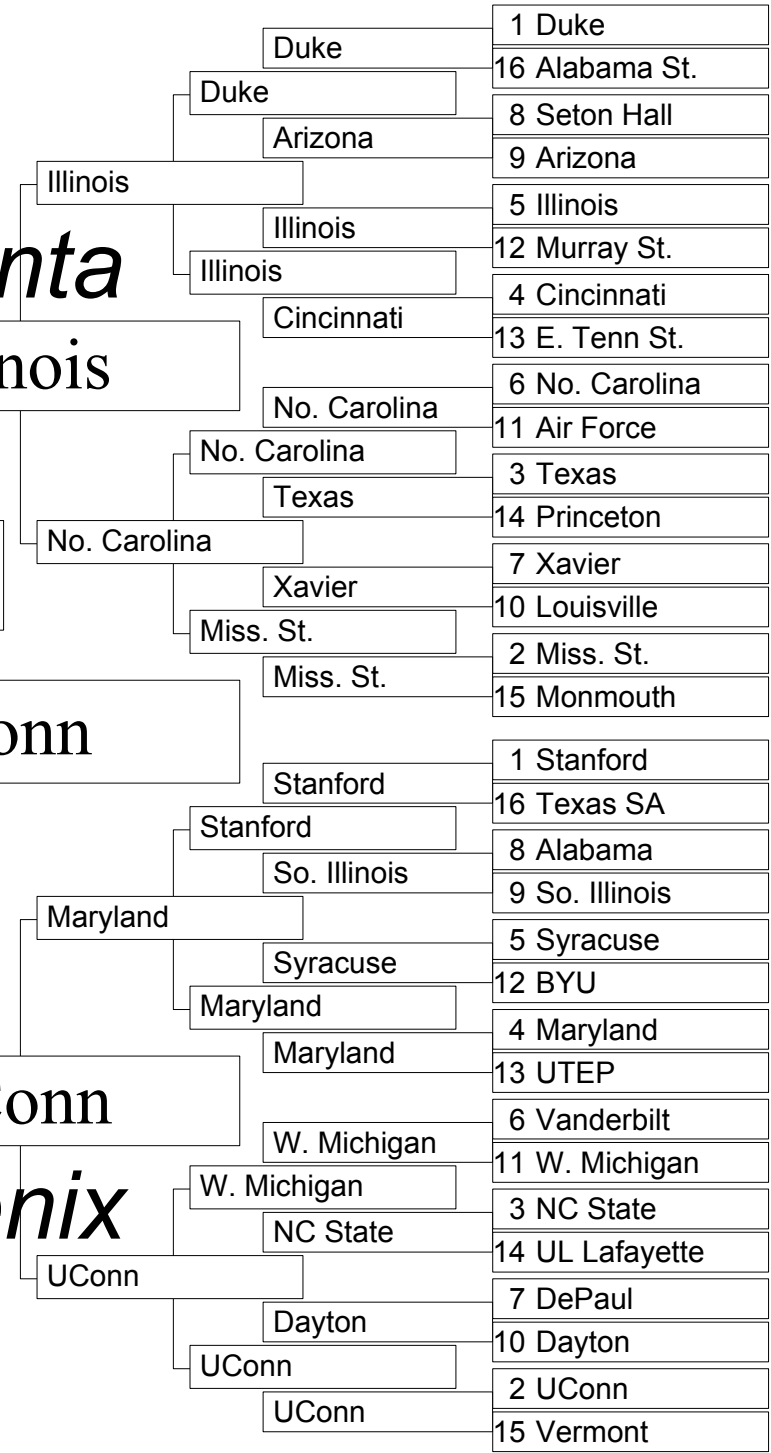 1 Duke
Duke
16 Alabama St.
Duke
8 Seton Hall
Arizona
9 Arizona
Illinois
5 Illinois
Illinois
12 Murray St.
Illinois
4 Cincinnati
Cincinnati
13 E. Tenn St.
nta
nois
6 No. Carolina
No. Carolina
11 Air Force
No. Carolina
3 Texas
Texas
14 Princeton
No. Carolina
7 Xavier
Xavier
10 Louisville
Miss. St.
2 Miss. St.
Miss. St.
15 Monmouth
onn
1 Stanford
Stanford
16 Texas SA
Stanford
8 Alabama
So. Illinois
9 So. Illinois
Maryland
5 Syracuse
Syracuse
12 BYU
Maryland
4 Maryland
Maryland
13 UTEP
onn
6 Vanderbilt
W. Michigan
11 W. Michigan
W. Michigan
3 NC State
NC State
14 UL Lafayette
nix
UConn
7 DePaul
Dayton
10 Dayton
UConn
2 UConn
UConn
15 Vermont